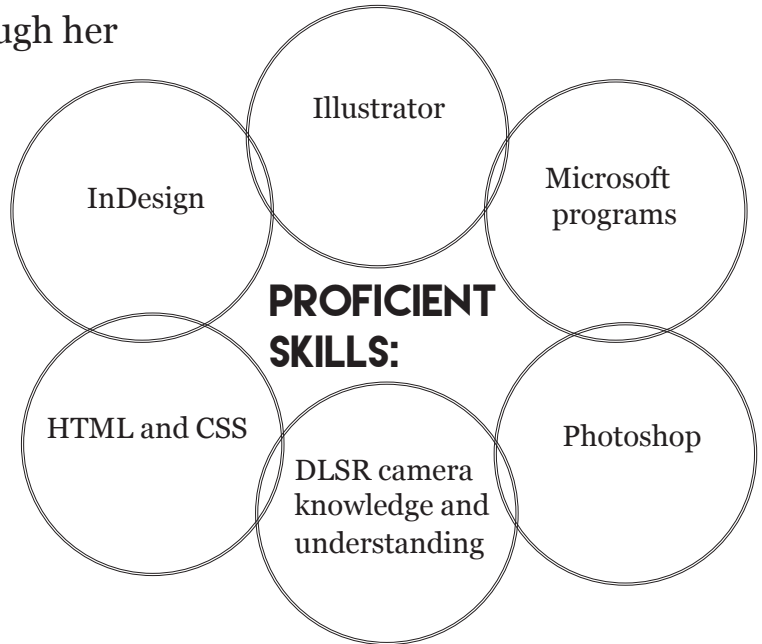 ugh her
Illustrator
InDesign
Microsoft
programs
PROFICIENT
SKILLS:
HTML and CSS
Photoshop
DLSR camera
knowledge and
understanding